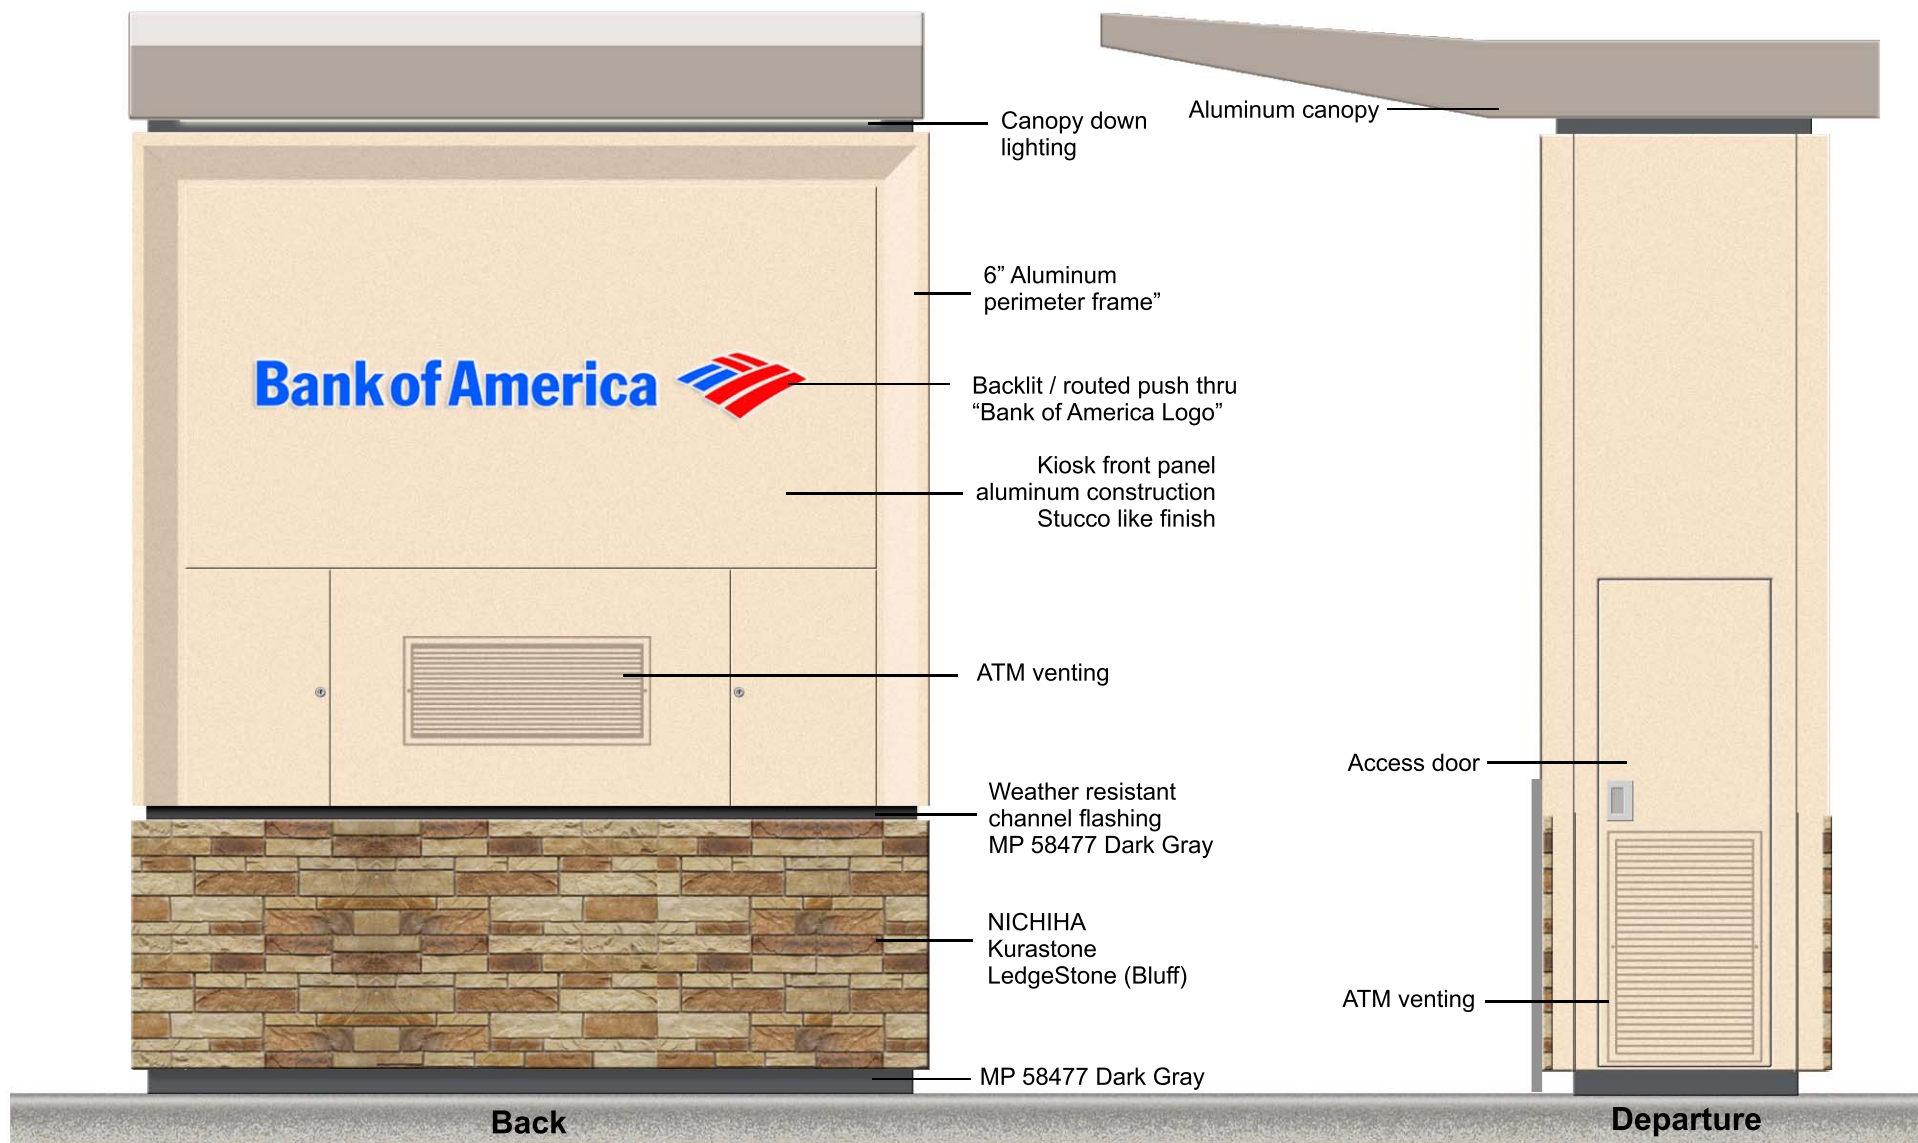 Canopy down
lighting
Aluminum canopy
6” Aluminum
perimeter frame”
Bank of America
Backlit / routed push thru
“Bank of America Logo”
Kiosk front panel
aluminum construction
Stucco like finish
ATM venting
Access door
Weather resistant
channel flashing
MP 58477 Dark Gray
NICHIHA
Kurastone
LedgeStone (Bluff)
ATM venting
MP 58477 Dark Gray
Back
Departure